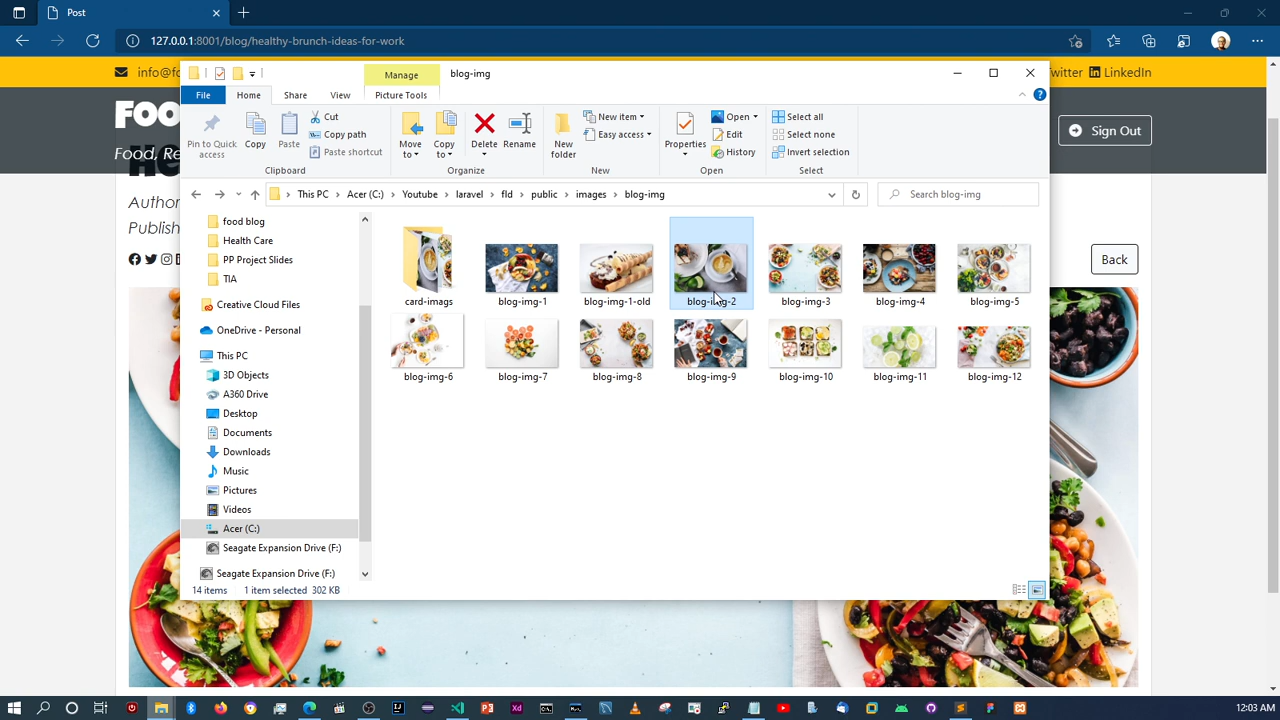 Post
127.0.0.1:8001/blog/healthy-brunch-ideas-for-work
info@fo
witter LinkedIn
FOO
Food, Re
He
Author
Publish
Sign Out
Back
Manage
blog-img
File
Home
Share
View
Picture Tools
Pin to Quick access
Copy
Paste
Cut
Copy path
Paste shortcut
Clipboard
Move to
Copy to
Delete
Rename
Organize
New folder
New item
Easy access
New
Properties
Open
Edit
History
Open
Select all
Select none
Invert selection
Select
This PC > Acer (C:) > Youtube > laravel > fld > public > images > blog-img
Search blog-img
food blog
Health Care
PP Project Slides
TIA
Creative Cloud Files
OneDrive - Personal
This PC
3D Objects
A360 Drive
Desktop
Documents
Downloads
Music
Pictures
Videos
Acer (C:)
Seagate Expansion Drive (F:)
Seagate Expansion Drive (F:)
card-imags
blog-img-1
blog-img-1-old
blog-img-2
blog-img-3
blog-img-4
blog-img-5
blog-img-6
blog-img-7
blog-img-8
blog-img-9
blog-img-10
blog-img-11
blog-img-12
14 items
1 item selected 302 KB
12:03 AM